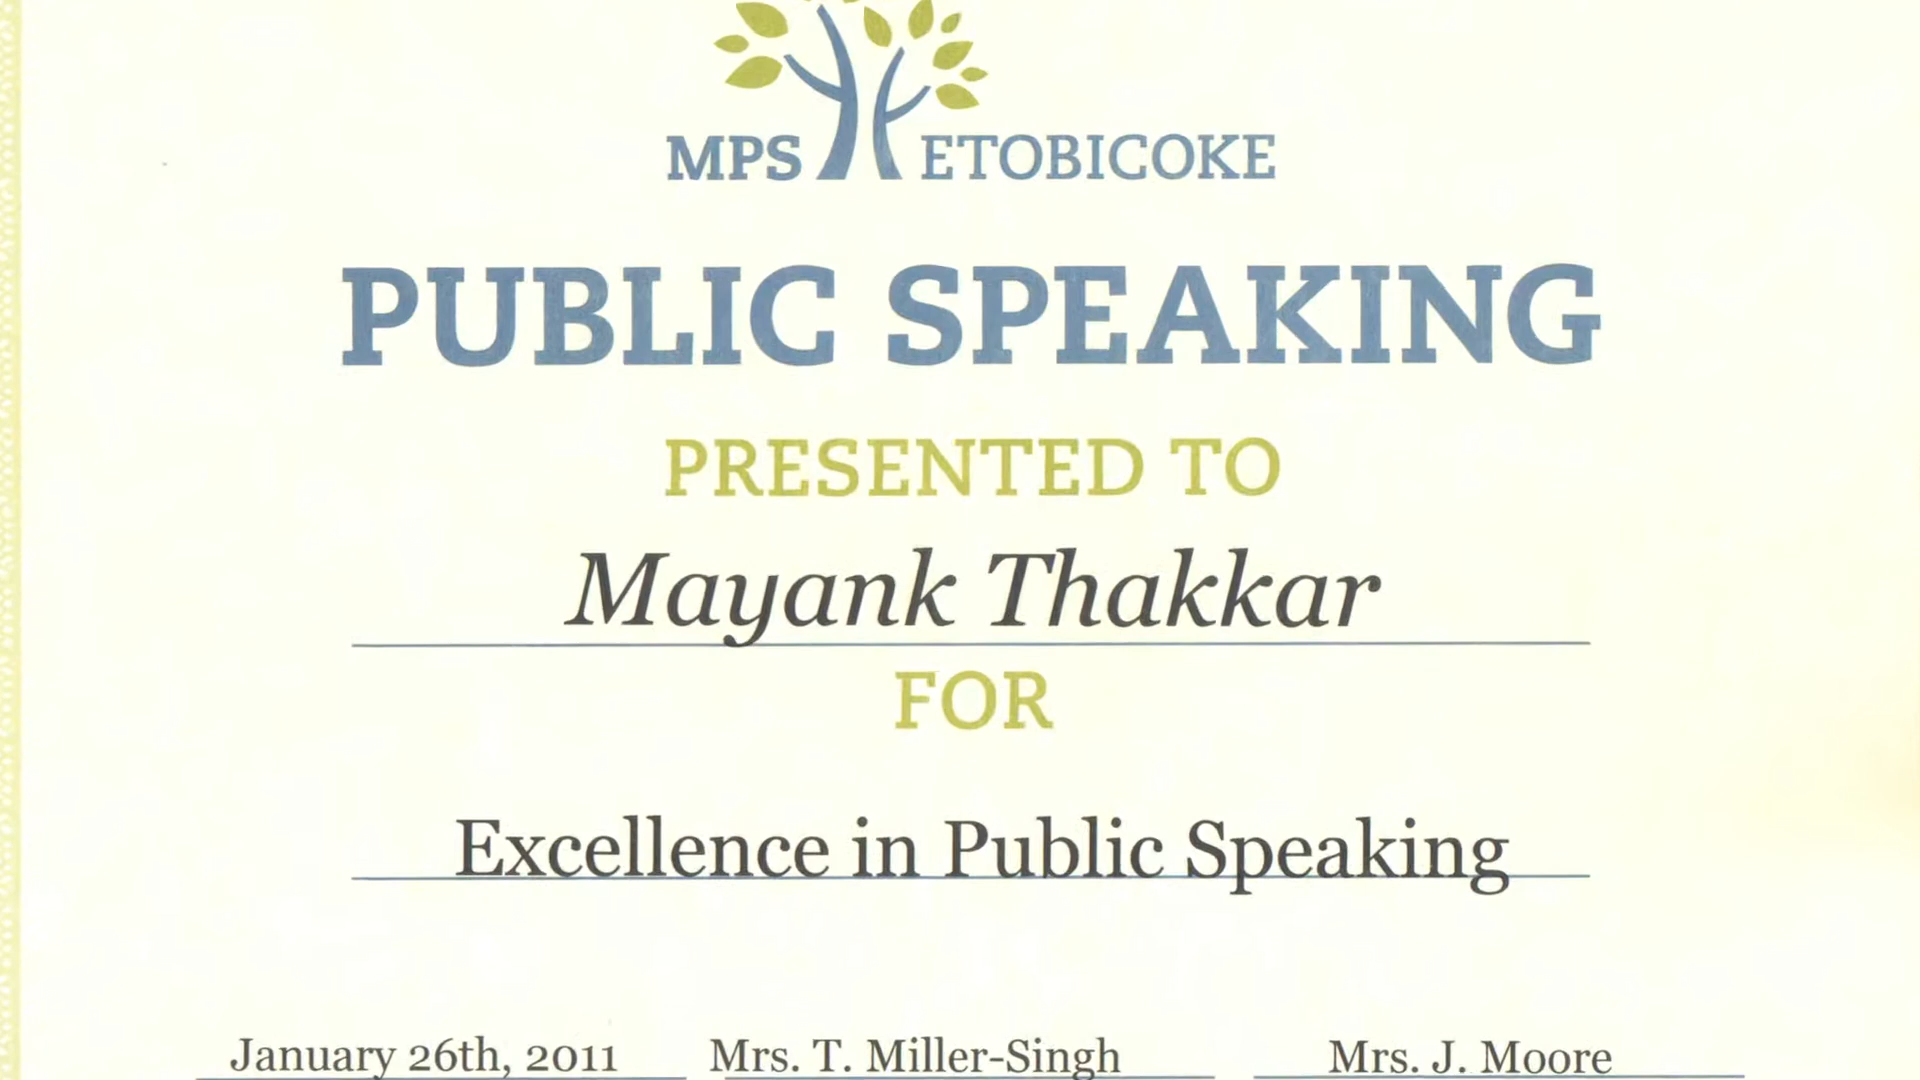 MPS ETOBICOKE
PUBLIC SPEAKING
PRESENTED TO
Mayank Thakkar
FOR
Excellence in Public Speaking
January 26th, 2011 Mrs. T. Miller-Singh Mrs. J. Moore